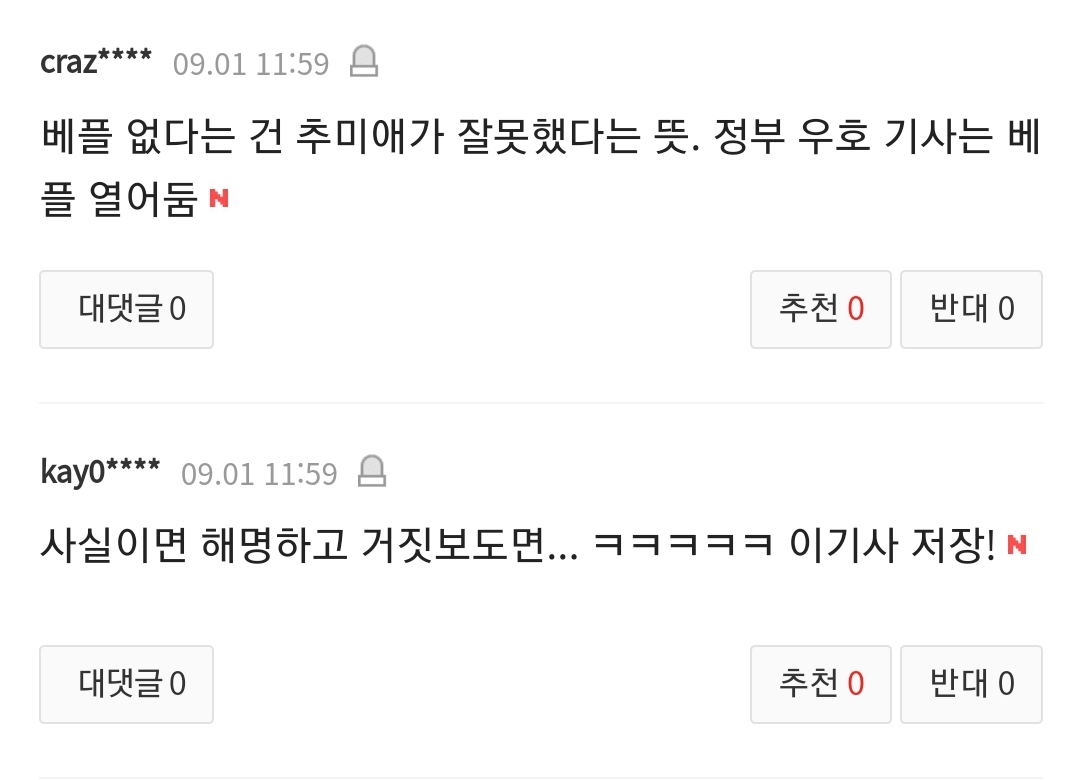 craz**** 09.01 11:59
베플 없다는 건 추미애가 잘못했다는 뜻. 정부 우호 기사는 베
플 열어둠 N
대댓글 0 추천 0 반대 0
kay0**** 09.01 11:59
사실이면 해명하고 거짓보도면... ㅋㅋㅋㅋㅋ 이기사 저장! N
대댓글 0 추천 0 반대 0